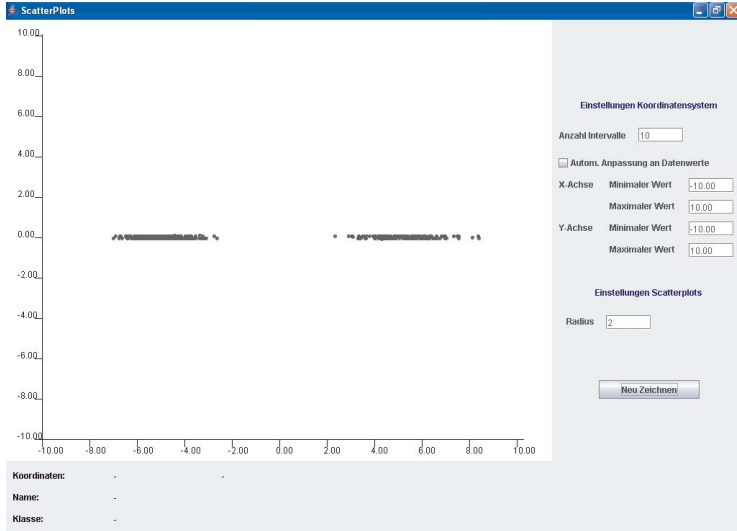 ScatterPlots
10.00
8.00
6.00
4.00
2.00
0.00
-2.00
-4.00
-6.00
-8.00
-10.00
-10.00 -8.00 -6.00 -4.00 -2.00 0.00 2.00 4.00 6.00 8.00 10.00
Einstellungen Koordinatensystem
Anzahl Intervalle 10
Autom. Anpassung an Datenwerte
X-Achse Minimaler Wert -10.00
Maximaler Wert 10.00
Y-Achse Minimaler Wert -10.00
Maximaler Wert 10.00
Einstellungen Scatterplots
Radius 2
Neu Zeichnen
Koordinaten: - -
Name: -
Klasse: -